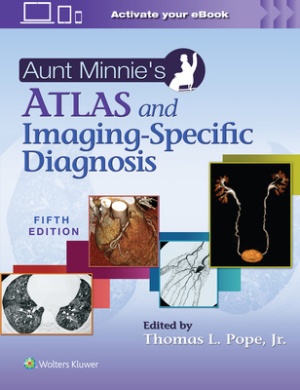 Activate your eBook
Aunt Minnie's
ATLAS and
Imaging-Specific
Diagnosis
FIFTH
EDITION
Edited by
Thomas L. Pope, Jr.
Wolters Kluwer